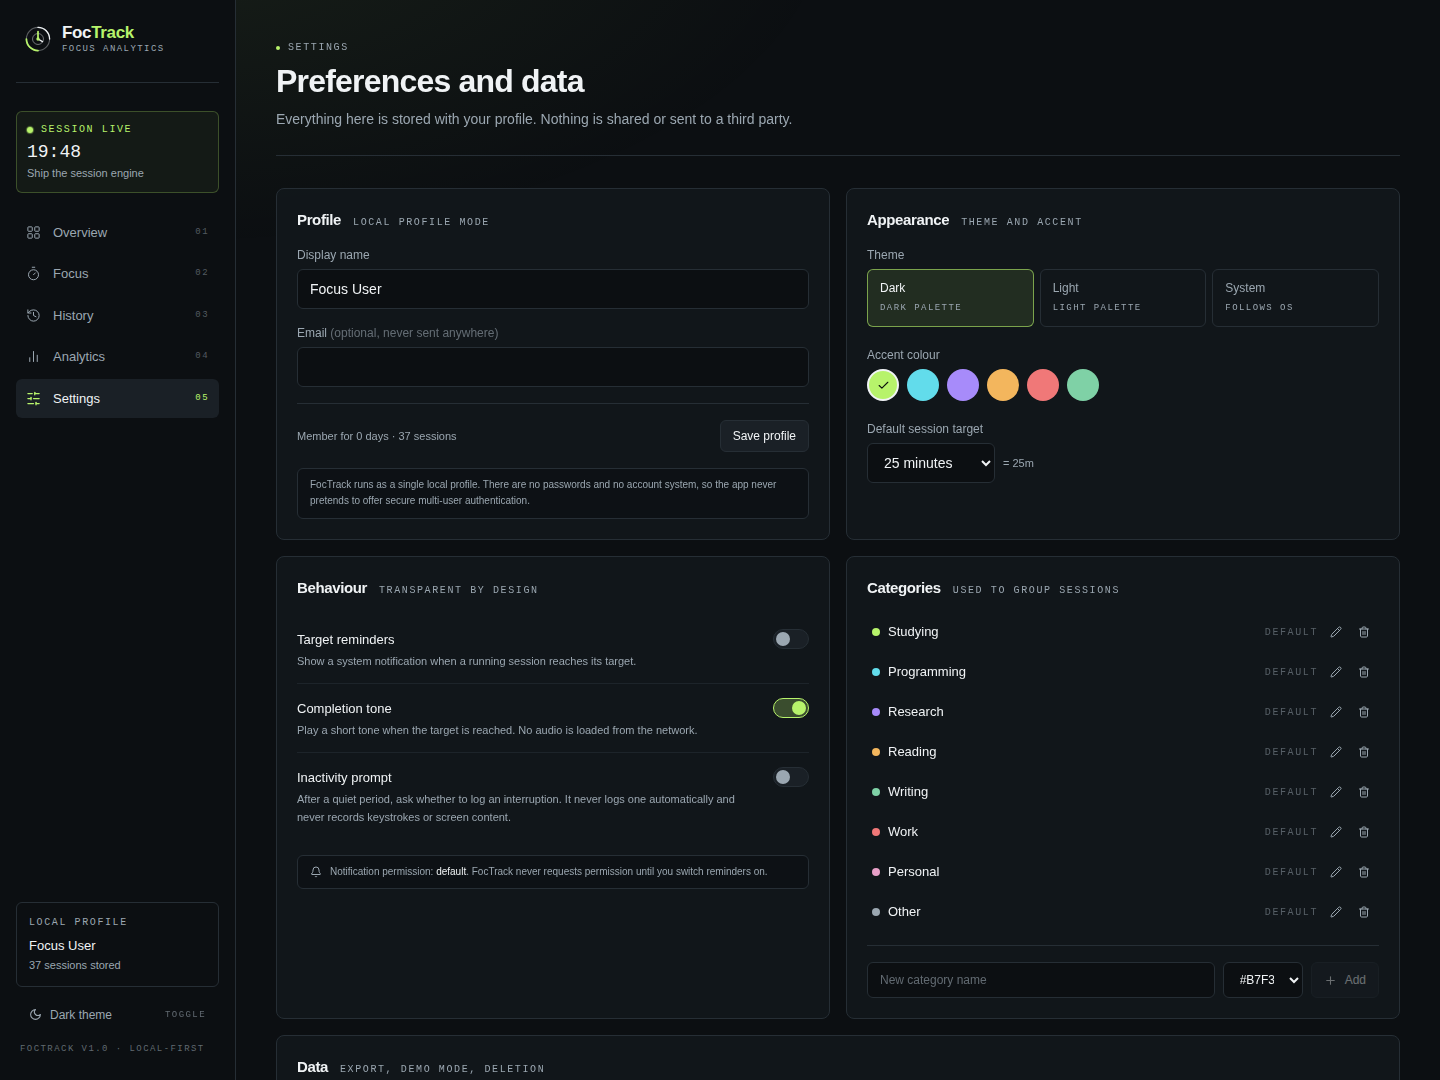 FocTrack
FOCUS ANALYTICS
SESSION LIVE
19:48
Ship the session engine
Overview 01
Focus 02
History 03
Analytics 04
Settings 05
LOCAL PROFILE
Focus User
37 sessions stored
Dark theme TOGGLE
FOCTRACK V1.0 · LOCAL-FIRST
SETTINGS
Preferences and data
Everything here is stored with your profile. Nothing is shared or sent to a third party.
Profile LOCAL PROFILE MODE
Display name
Focus User
Email (optional, never sent anywhere)
Member for 0 days · 37 sessions
Save profile
FocTrack runs as a single local profile. There are no passwords and no account system, so the app never
pretends to offer secure multi-user authentication.
Appearance THEME AND ACCENT
Theme
Dark
DARK PALETTE
Light
LIGHT PALETTE
System
FOLLOWS OS
Accent colour
Default session target
25 minutes = 25m
Behaviour TRANSPARENT BY DESIGN
Target reminders
Show a system notification when a running session reaches its target.
Completion tone
Play a short tone when the target is reached. No audio is loaded from the network.
Inactivity prompt
After a quiet period, ask whether to log an interruption. It never logs one automatically and
never records keystrokes or screen content.
Notification permission: default. FocTrack never requests permission until you switch reminders on.
Categories USED TO GROUP SESSIONS
Studying DEFAULT
Programming DEFAULT
Research DEFAULT
Reading DEFAULT
Writing DEFAULT
Work DEFAULT
Personal DEFAULT
Other DEFAULT
New category name #B7F3 Add
Data EXPORT, DEMO MODE, DELETION